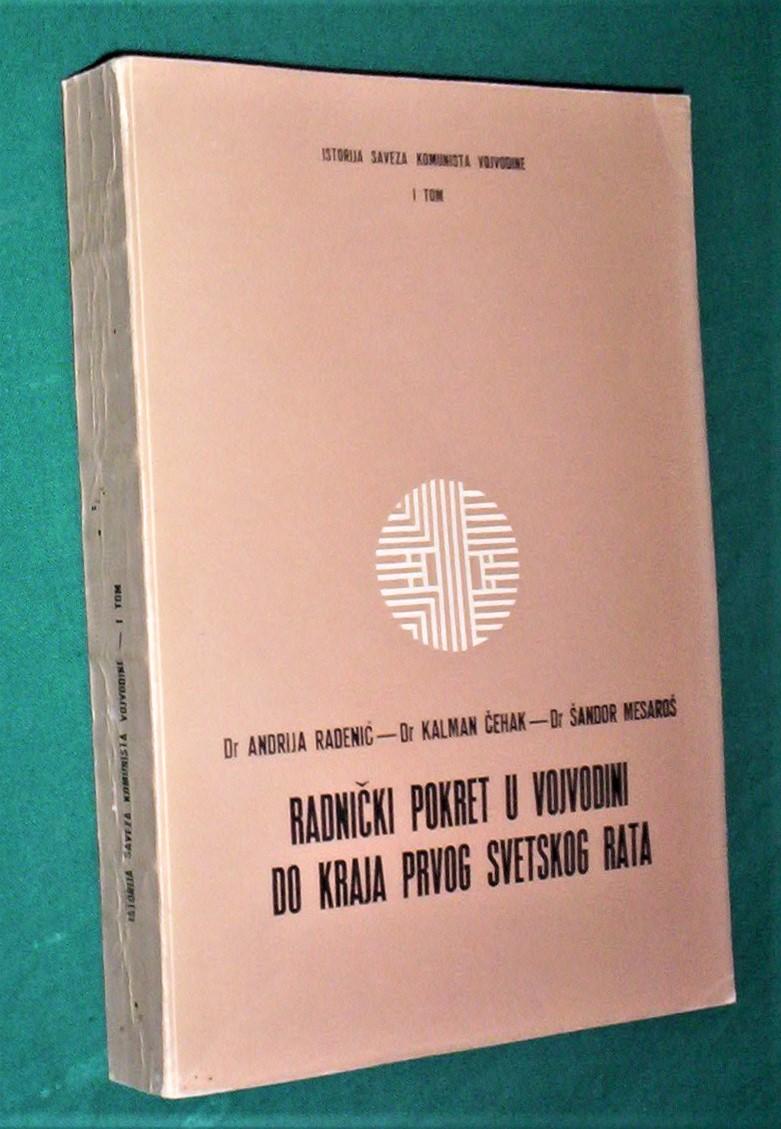 ISTORIJA SAVEZA KOMUNISTA VOJVODINE
I TOM
Dr ANDRIJA RADENIĆ — Dr KALMAN ČEHAK — Dr ŠANDOR MESAROŠ
RADNIČKI POKRET U VOJVODINI
DO KRAJA PRVOG SVETSKOG RATA
ISTORIJA SAVEZA KOMUNISTA VOJVODINE — I TOM